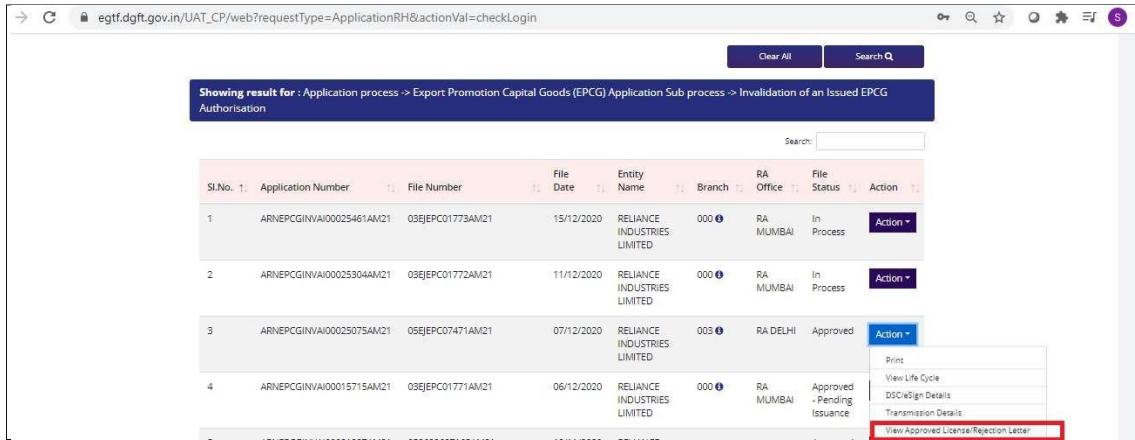 egtf.dgft.gov.in/UAT_CP/web?requestType=ApplicationRH&actionVal=checkLogin
S
Clear All
Search
Showing result for : Application process -> Export Promotion Capital Goods (EPCG) Application Sub process -> Invalidation of an Issued EPCG
Authorisation
Search:
Sl.No. Application Number File Number File Date Entity Name Branch RA Office File Status Action
1 ARNEPCGINVAI00025461AM21 03EJEPC01773AM21 15/12/2020 RELIANCE INDUSTRIES LIMITED 000 RA MUMBAI In Process Action
2 ARNEPCGINVAI00025304AM21 03EJEPC01772AM21 11/12/2020 RELIANCE INDUSTRIES LIMITED 000 RA MUMBAI In Process Action
3 ARNEPCGINVAI00025075AM21 05EJEPC07471AM21 07/12/2020 RELIANCE INDUSTRIES LIMITED 003 RA DELHI Approved Action
Print
View Life Cycle
DSC/eSign Details
Transmission Details
View Approved License/Rejection Letter
4 ARNEPCGINVAI00015715AM21 03EJEPC01771AM21 06/12/2020 RELIANCE INDUSTRIES LIMITED 000 RA MUMBAI Approved - Pending Issuance